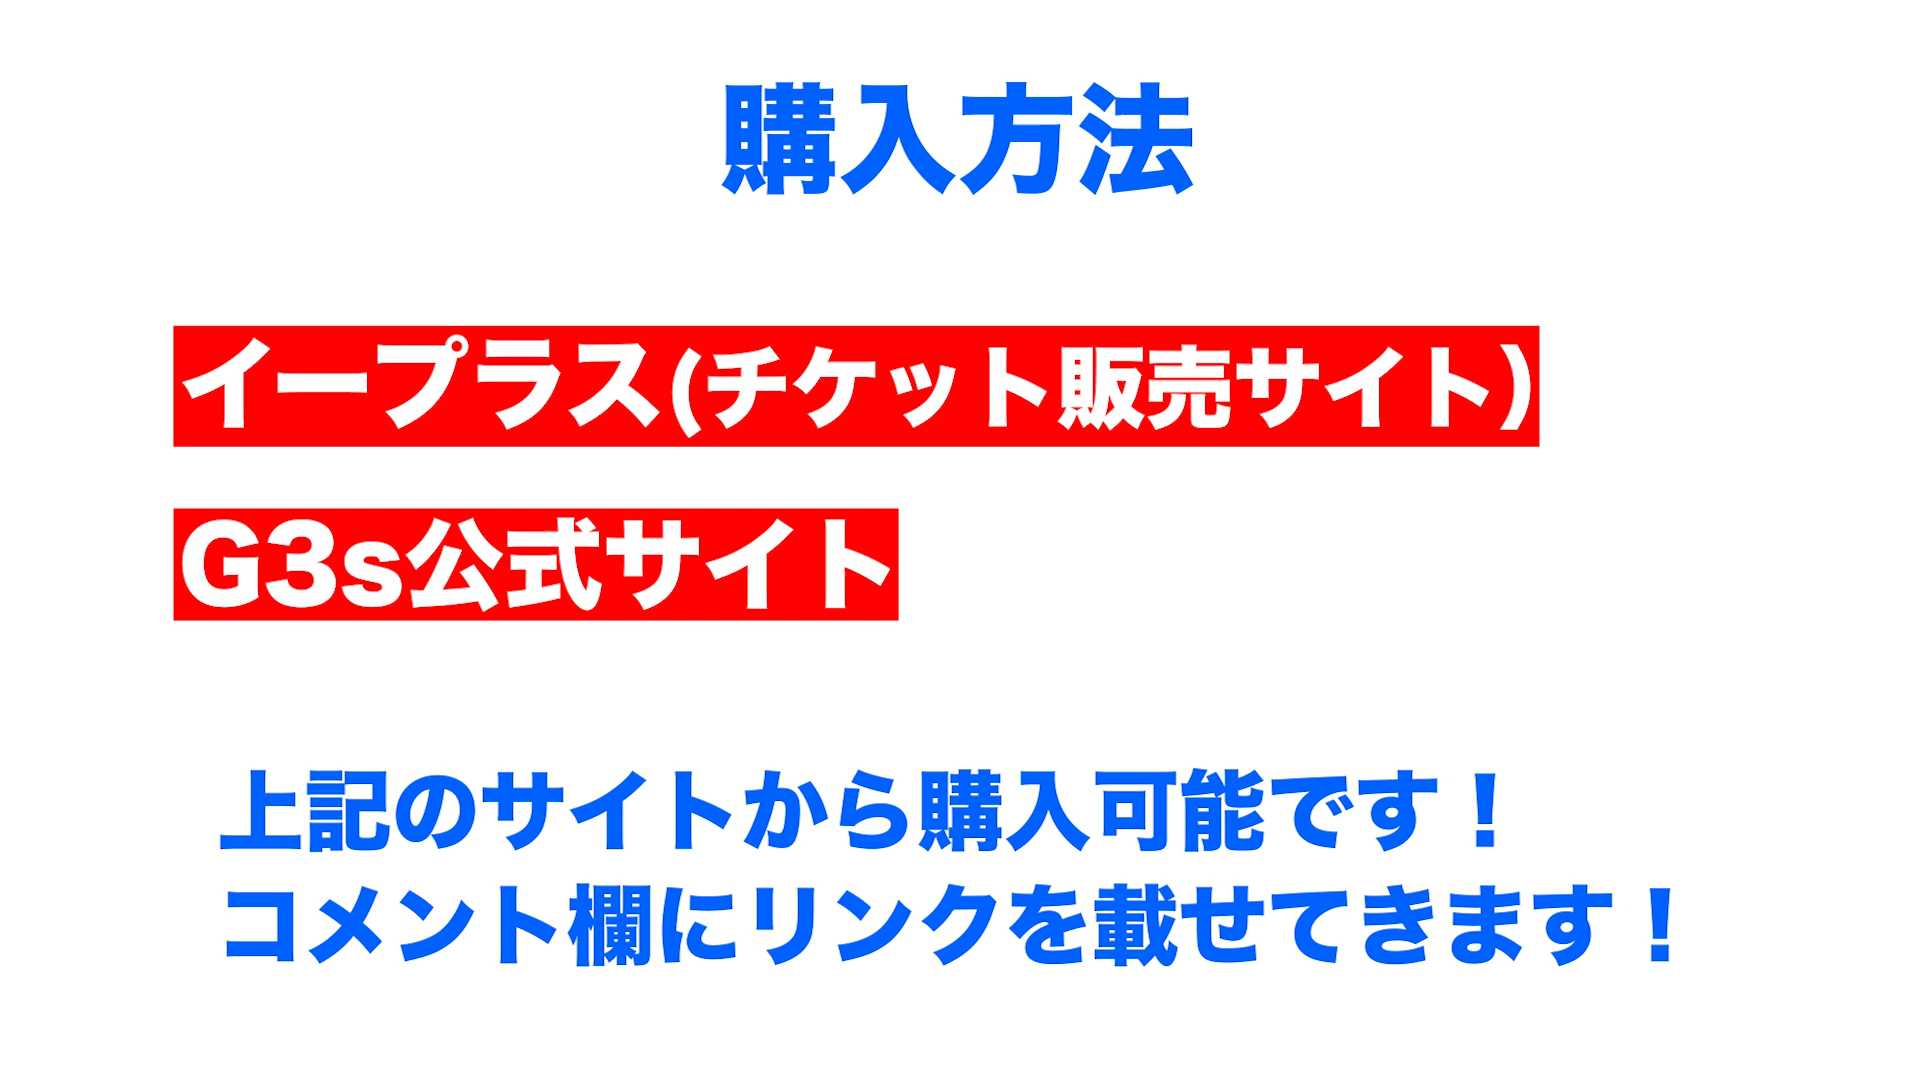 購入方法
イープラス(チケット販売サイト)
G3s公式サイト
上記のサイトから購入可能です！
コメント欄にリンクを載せてきます！